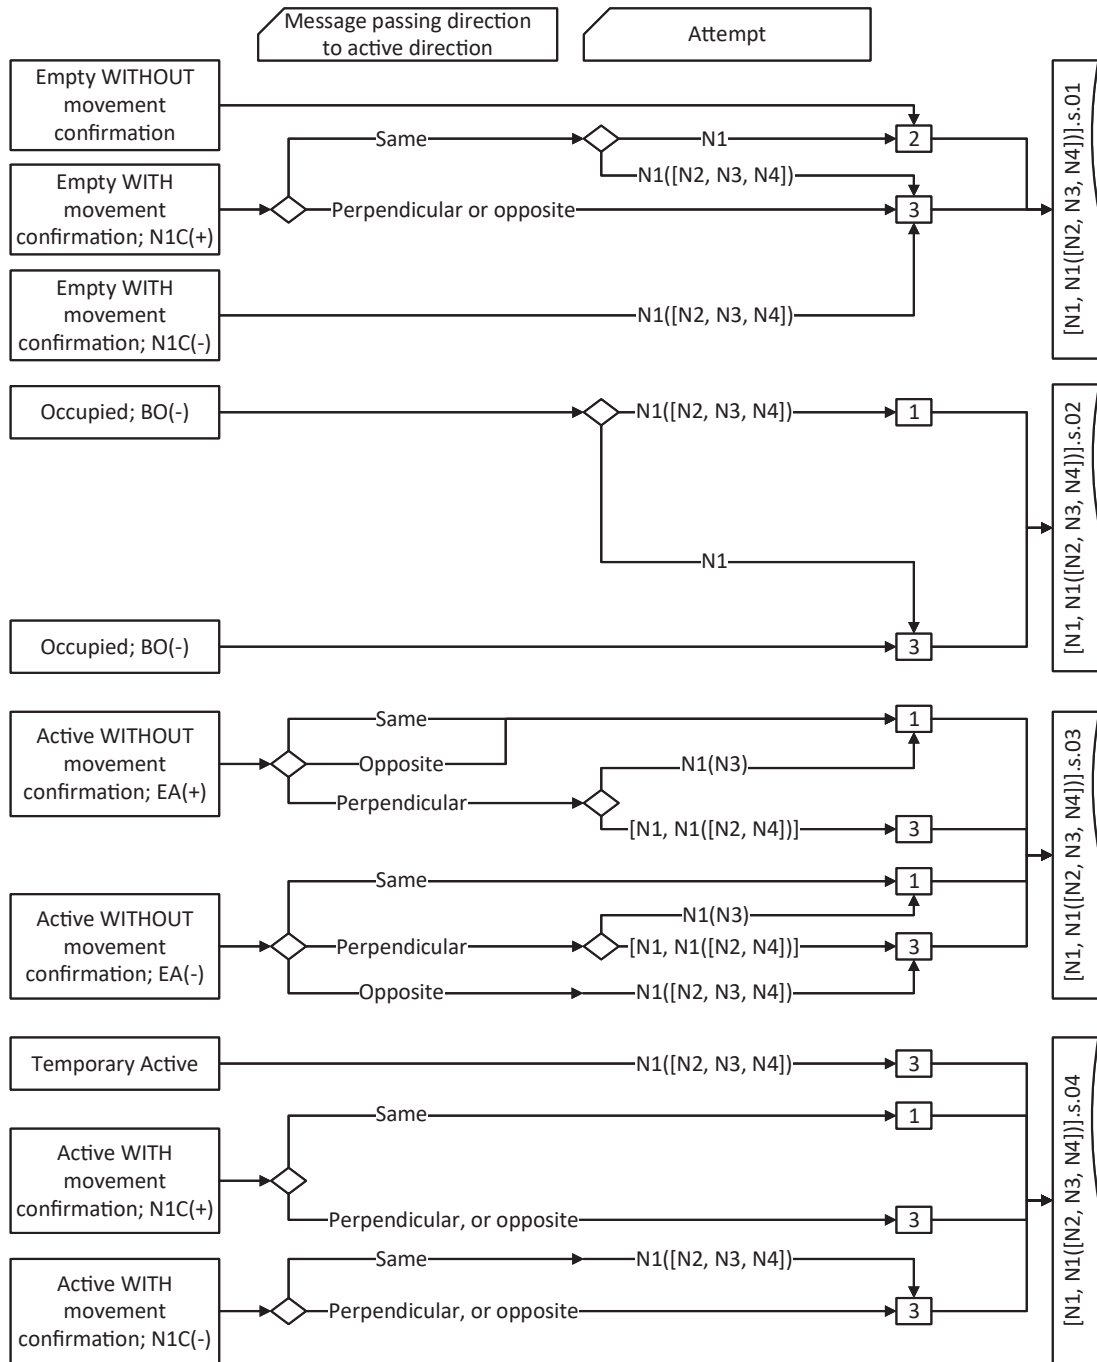 Message passing direction
to active direction
Attempt
Empty WITHOUT
movement
confirmation
Same
N1
2
N1([N2, N3, N4])
Empty WITH
movement
confirmation; N1C(+)
Perpendicular or opposite
3
Empty WITH
movement
confirmation; N1C(-)
N1([N2, N3, N4])
[N1, N1([N2, N3, N4])].s.01
Occupied; BO(-)
N1([N2, N3, N4])
1
N1
Occupied; BO(-)
3
[N1, N1([N2, N3, N4])].s.02
Active WITHOUT
movement
confirmation; EA(+)
Same
1
Opposite
N1(N3)
Perpendicular
[N1, N1([N2, N4])]
3
Active WITHOUT
movement
confirmation; EA(-)
Same
1
N1(N3)
Perpendicular
[N1, N1([N2, N4])]
3
Opposite
N1([N2, N3, N4])
[N1, N1([N2, N3, N4])].s.03
Temporary Active
N1([N2, N3, N4])
3
Active WITH
movement
confirmation; N1C(+)
Same
1
Perpendicular, or opposite
3
Active WITH
movement
confirmation; N1C(-)
Same
N1([N2, N3, N4])
Perpendicular, or opposite
3
[N1, N1([N2, N3, N4])].s.04